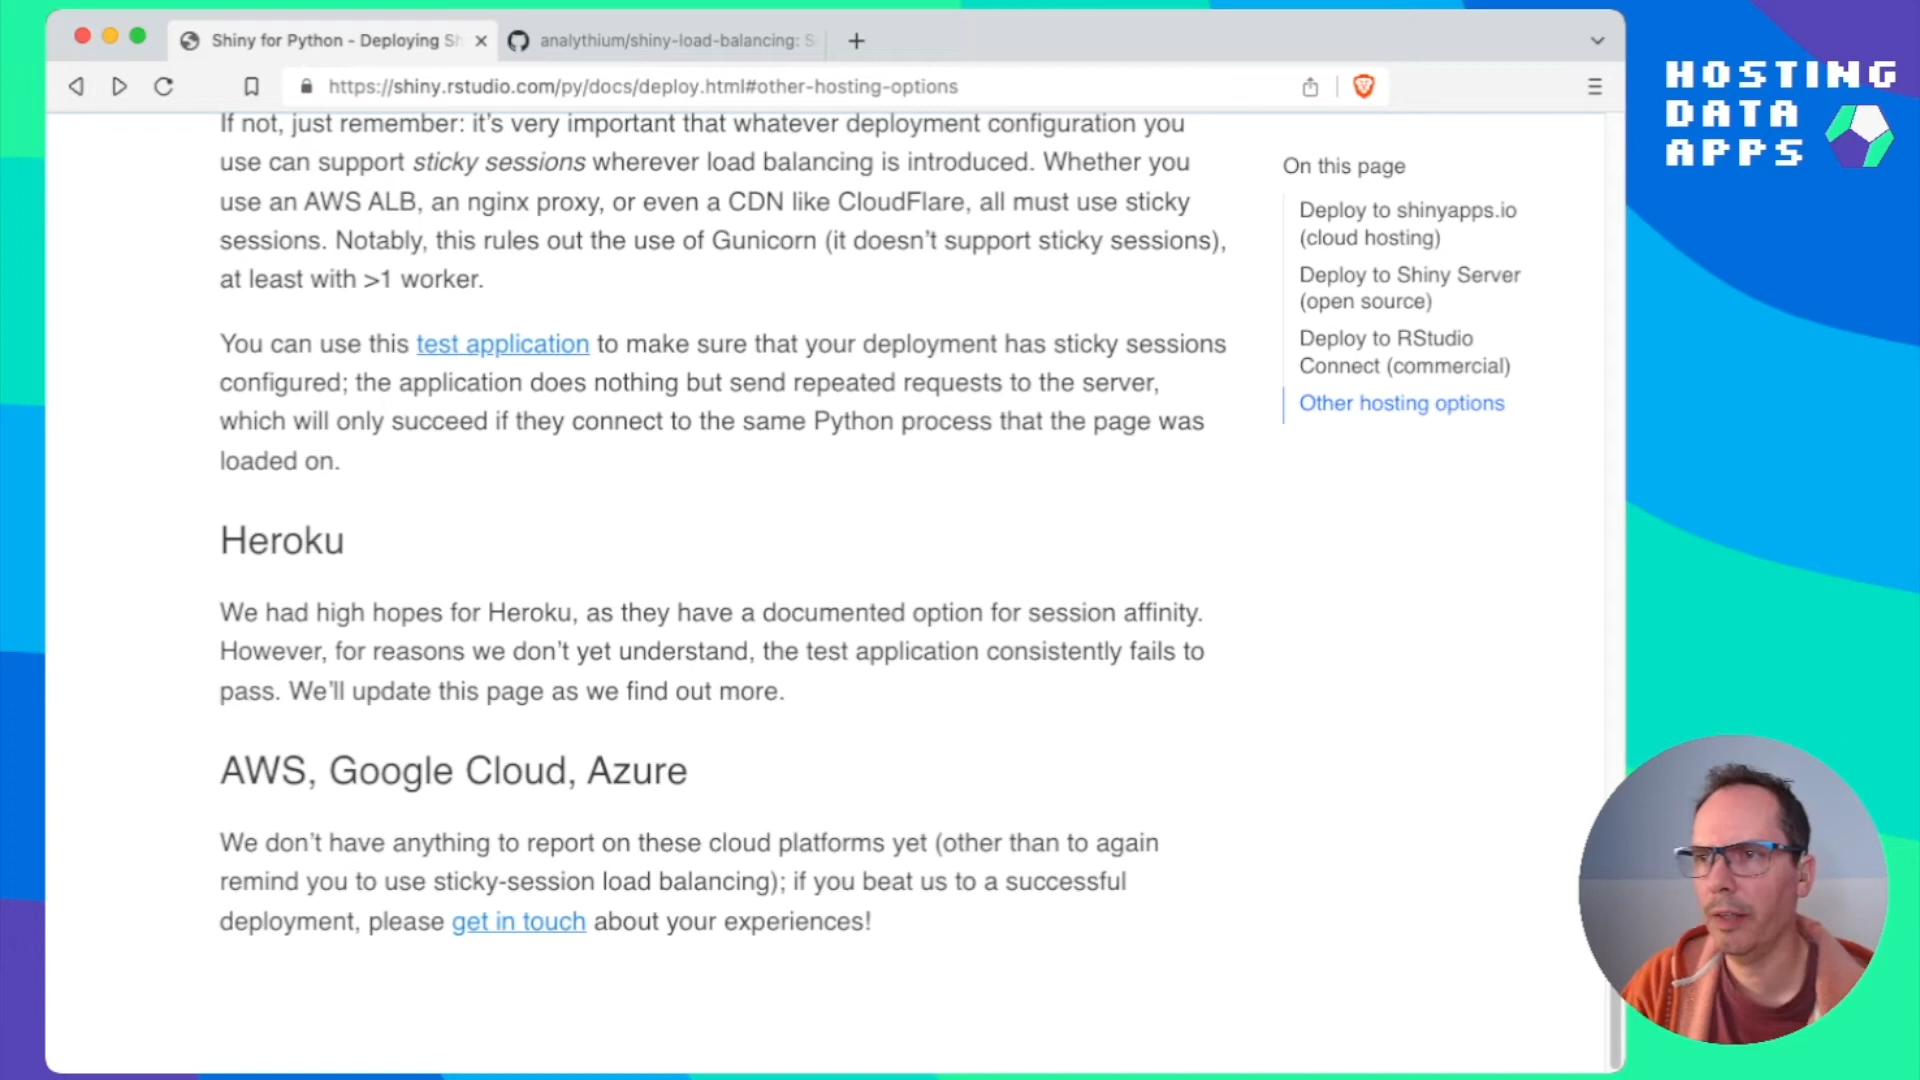 Shiny for Python - Deploying Sh
analythium/shiny-load-balancing: S
https://shiny.rstudio.com/py/docs/deploy.html#other-hosting-options
HOSTING
DATA
APPS
If not, just remember: it's very important that whatever deployment configuration you
use can support sticky sessions wherever load balancing is introduced. Whether you
use an AWS ALB, an nginx proxy, or even a CDN like CloudFlare, all must use sticky
sessions. Notably, this rules out the use of Gunicorn (it doesn't support sticky sessions),
at least with >1 worker.
You can use this test application to make sure that your deployment has sticky sessions
configured; the application does nothing but send repeated requests to the server,
which will only succeed if they connect to the same Python process that the page was
loaded on.
Heroku
We had high hopes for Heroku, as they have a documented option for session affinity.
However, for reasons we don't yet understand, the test application consistently fails to
pass. We'll update this page as we find out more.
AWS, Google Cloud, Azure
We don't have anything to report on these cloud platforms yet (other than to again
remind you to use sticky-session load balancing); if you beat us to a successful
deployment, please get in touch about your experiences!
On this page
Deploy to shinyapps.io
(cloud hosting)
Deploy to Shiny Server
(open source)
Deploy to RStudio
Connect (commercial)
Other hosting options